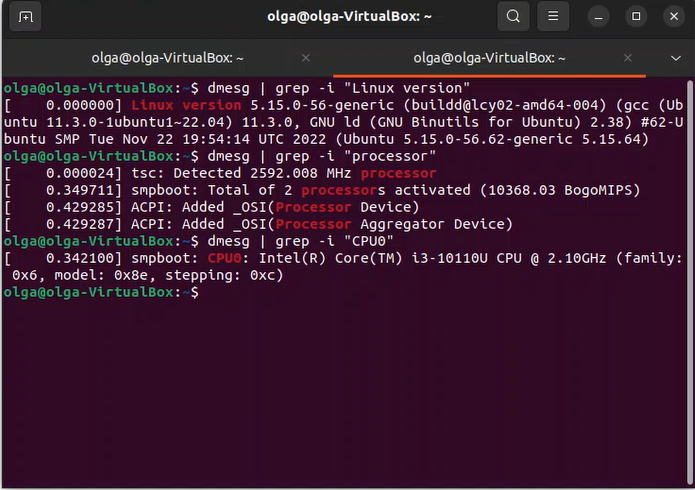 olga@olga-VirtualBox: ~
olga@olga-VirtualBox: ~ olga@olga-VirtualBox: ~
olga@olga-VirtualBox:~$ dmesg | grep -i "Linux version"
[    0.000000] Linux version 5.15.0-56-generic (buildd@lcy02-amd64-004) (gcc (Ub
untu 11.3.0-1ubuntu1~22.04) 11.3.0, GNU ld (GNU Binutils for Ubuntu) 2.38) #62-U
buntu SMP Tue Nov 22 19:54:14 UTC 2022 (Ubuntu 5.15.0-56.62-generic 5.15.64)
olga@olga-VirtualBox:~$ dmesg | grep -i "processor"
[    0.000024] tsc: Detected 2592.008 MHz processor
[    0.349711] smpboot: Total of 2 processors activated (10368.03 BogoMIPS)
[    0.429285] ACPI: Added _OSI(Processor Device)
[    0.429287] ACPI: Added _OSI(Processor Aggregator Device)
olga@olga-VirtualBox:~$ dmesg | grep -i "CPU0"
[    0.342100] smpboot: CPU0: Intel(R) Core(TM) i3-10110U CPU @ 2.10GHz (family:
 0x6, model: 0x8e, stepping: 0xc)
olga@olga-VirtualBox:~$